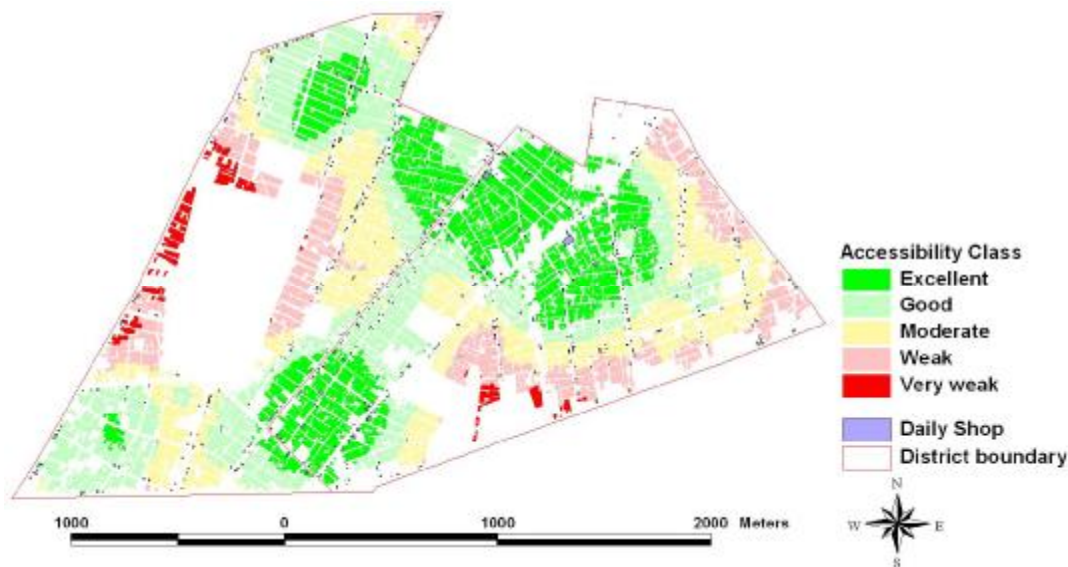 Accessibility Class
Excellent
Good
Moderate
Weak
Very weak
Daily Shop
District boundary
N
W E
S
1000 0 1000 2000 Meters